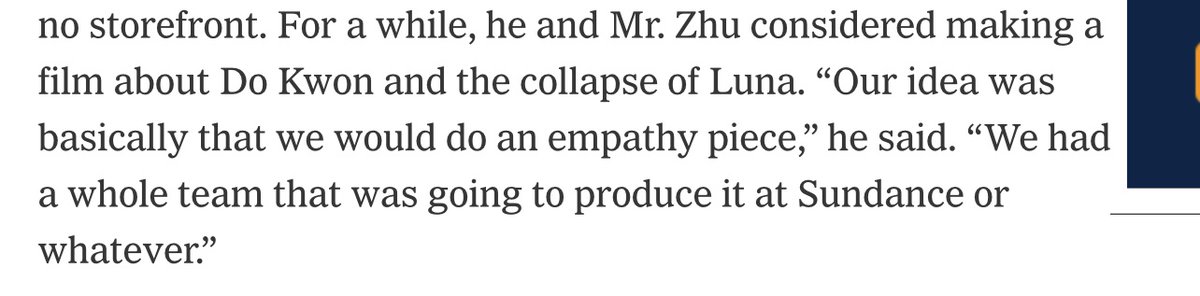 no storefront. For a while, he and Mr. Zhu considered making a
film about Do Kwon and the collapse of Luna. “Our idea was
basically that we would do an empathy piece,” he said. “We had
a whole team that was going to produce it at Sundance or
whatever.”